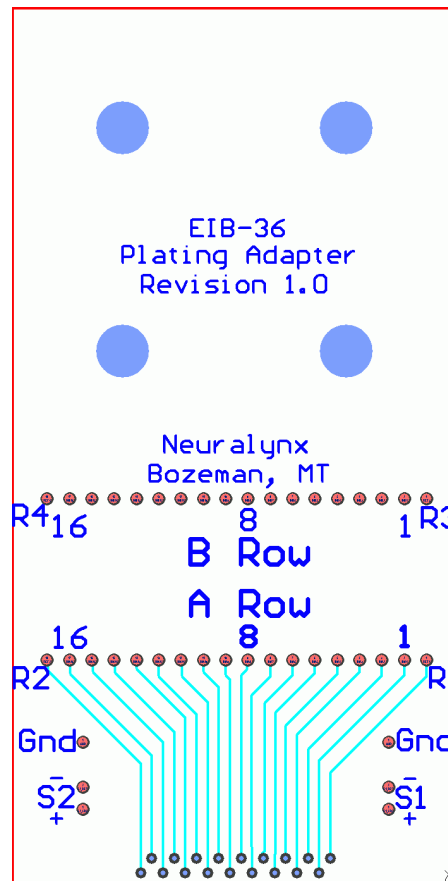 EIB-36
Plating Adapter
Revision 1.0
Neuralynx
Bozeman, MT
R4 16 8 1 R3
B Row
A Row
16 8 1
R2 R
Gnd Gnd
- -
S2 S1
+ +